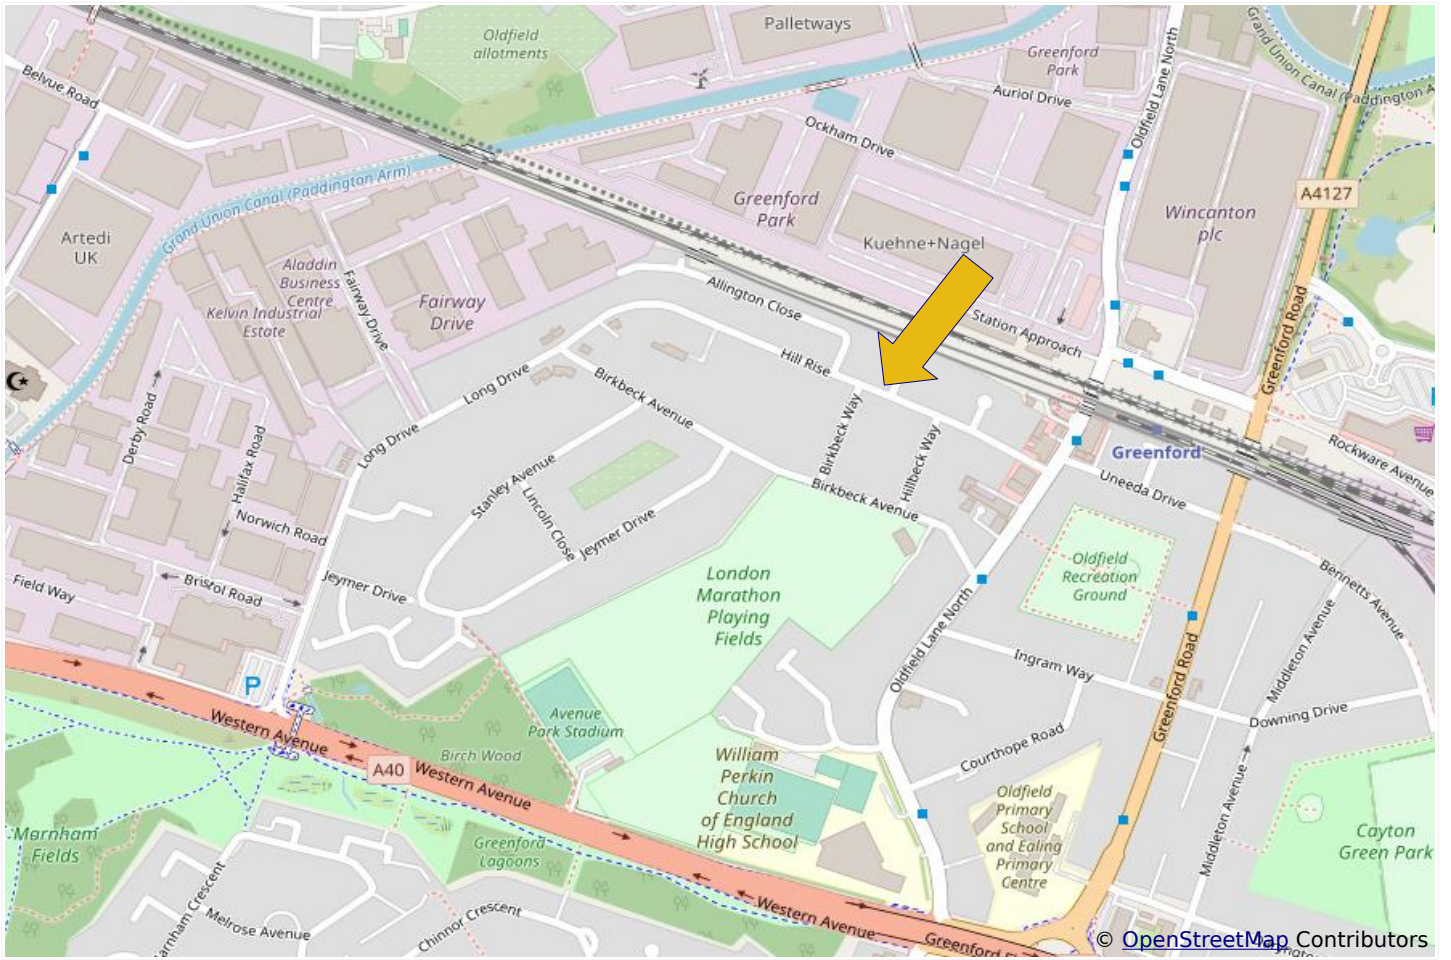 Oldfield
allotments
Palletways
Greenford
Park
Grand Union Canal
(Paddington A
Belvue Road
Auriol Drive
Oldfield Lane North
Ockham Drive
A4127
Grand Union Canal (Paddington Arm)
Greenford
Park
Wincanton
plc
Artedi
UK
Kuehne+Nagel
Aladdin
Business
Centre
Fairway Drive
Allington Close
Kelvin Industrial
Estate
Fairway
Drive
Station Approach
Greenford Road
Hill Rise
Long Drive
Birkbeck Avenue
Derby Road
Long Drive
Birkbeck Way
Hillbeck Way
Greenford
Rockware Avenue
Halifax Road
Stanley Avenue
Uneeda Drive
Birkbeck Avenue
Lincoln Close
Norwich Road
Jeymer Drive
Oldfield
Recreation
Ground
Bennetts Avenue
Field Way
Bristol Road
Jeymer Drive
London
Marathon
Playing
Fields
Oldfield Lane North
Middleton Avenue
Ingram Way
Greenford Road
P
Western Avenue
Avenue
Park Stadium
Downing Drive
Birch Wood
Courthope Road
A40
Western Avenue
William
Perkin
Church
of England
High School
Oldfield
Primary
School
and Ealing
Primary
Centre
Middleton Avenue
Marnham
Fields
Greenford
Lagoons
Cayton
Green Park
arnham Crescent
Melrose Avenue
Chinnor Crescent
Western Avenue
Greenford Fl
© OpenStreetMap Contributors